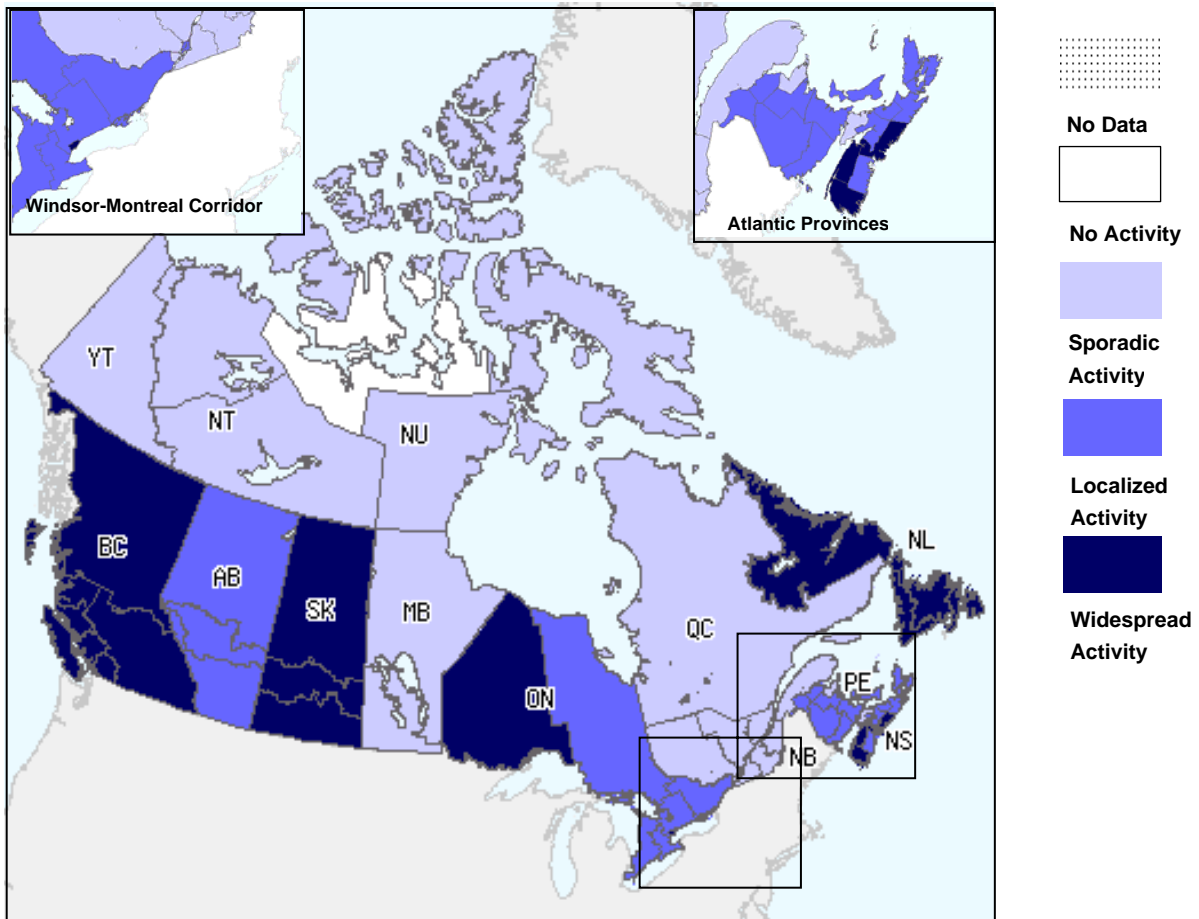 Windsor-Montreal Corridor
Atlantic Provinces
No Data
No Activity
Sporadic
Activity
Localized
Activity
Widespread
Activity
YT
NT
NU
BC
AB
SK
MB
ON
QC
NL
PE
NS
NB